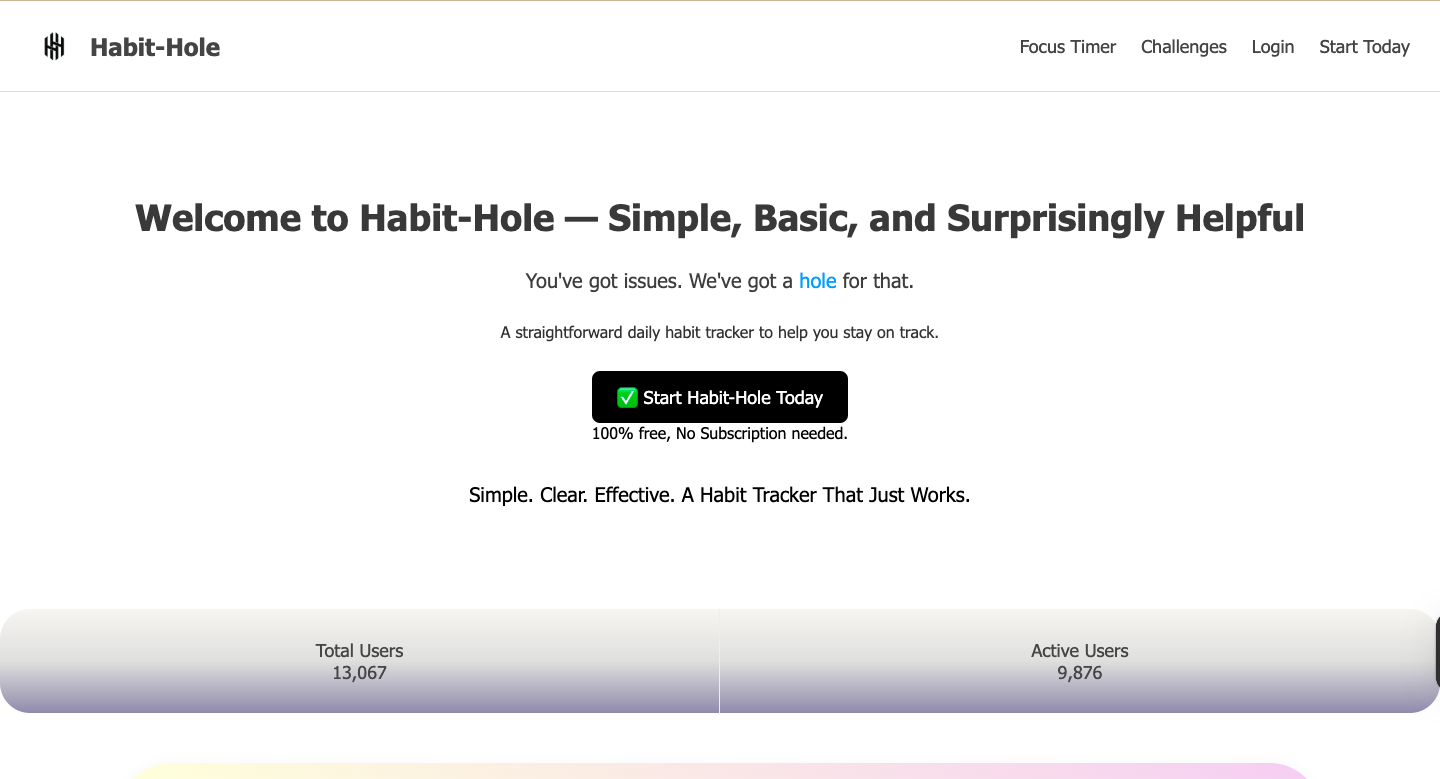 Habit-Hole
Focus Timer Challenges Login Start Today
Welcome to Habit-Hole — Simple, Basic, and Surprisingly Helpful
You've got issues. We've got a hole for that.
A straightforward daily habit tracker to help you stay on track.
✅ Start Habit-Hole Today
100% free, No Subscription needed.
Simple. Clear. Effective. A Habit Tracker That Just Works.
Total Users
13,067
Active Users
9,876